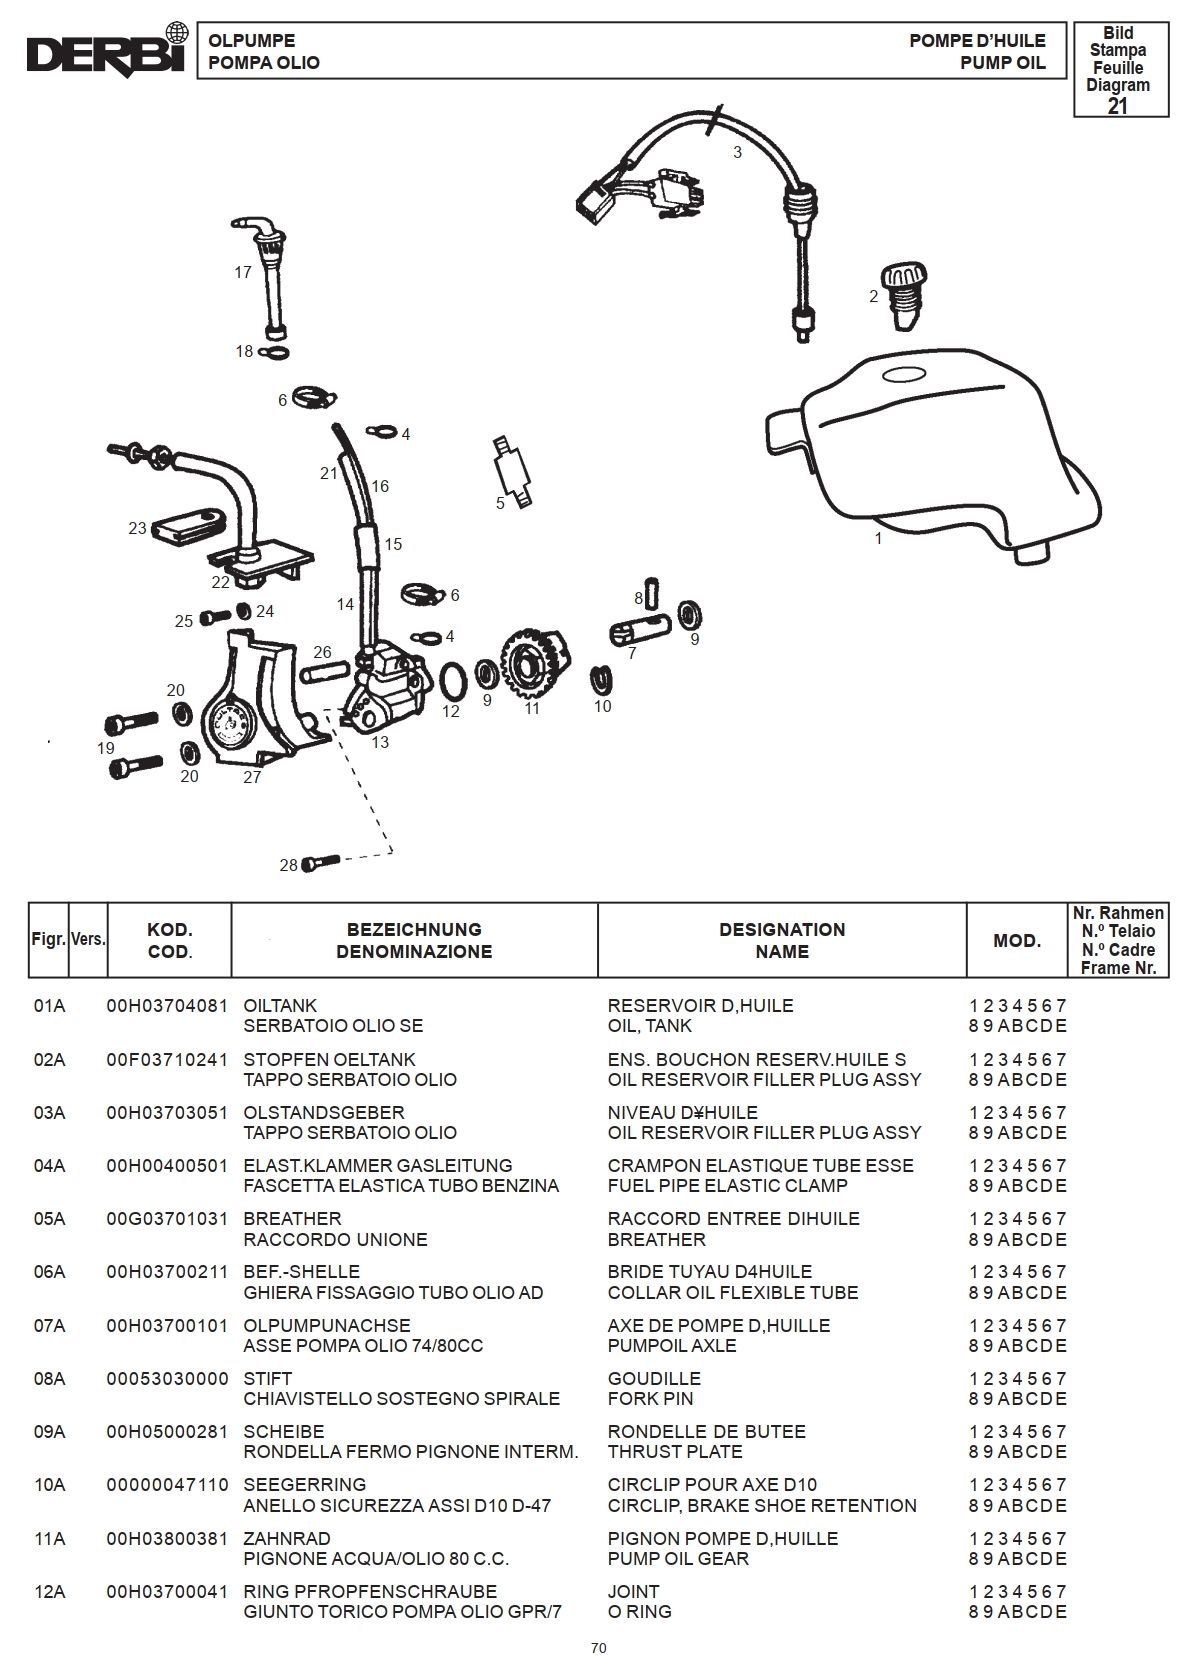 DERBi
OLPUMPE
POMPA OLIO
POMPE D’HUILE
PUMP OIL
Bild
Stampa
Feuille
Diagram
21
3
2
17
18
6
4
21
16
5
1
23
15
22
14
6
25
24
4
8
7
9
26
20
12
9
11
10
19
13
20
27
28
Figr. Vers. KOD. COD. BEZEICHNUNG DENOMINAZIONE DESIGNATION NAME MOD. Nr. Rahmen N.º Telaio N.º Cadre Frame Nr.
01A 00H03704081 OILTANK RESERVOIR D,HUILE 1 2 3 4 5 6 7
SERBATOIO OLIO SE OIL, TANK 8 9 A B C D E
02A 00F03710241 STOPFEN OELTANK ENS. BOUCHON RESERV.HUILE S 1 2 3 4 5 6 7
TAPPO SERBATOIO OLIO OIL RESERVOIR FILLER PLUG ASSY 8 9 A B C D E
03A 00H03703051 OLSTANDSGEBER NIVEAU D¥HUILE 1 2 3 4 5 6 7
TAPPO SERBATOIO OLIO OIL RESERVOIR FILLER PLUG ASSY 8 9 A B C D E
04A 00H00400501 ELAST.KLAMMER GASLEITUNG CRAMPON ELASTIQUE TUBE ESSE 1 2 3 4 5 6 7
FASCETTA ELASTICA TUBO BENZINA FUEL PIPE ELASTIC CLAMP 8 9 A B C D E
05A 00G03701031 BREATHER RACCORD ENTREE DIHUILE 1 2 3 4 5 6 7
RACCORDO UNIONE BREATHER 8 9 A B C D E
06A 00H03700211 BEF.-SHELLE BRIDE TUYAU D4HUILE 1 2 3 4 5 6 7
GHIERA FISSAGGIO TUBO OLIO AD COLLAR OIL FLEXIBLE TUBE 8 9 A B C D E
07A 00H03700101 OLPUMPUNACHSE AXE DE POMPE D,HUILLE 1 2 3 4 5 6 7
ASSE POMPA OLIO 74/80CC PUMPOIL AXLE 8 9 A B C D E
08A 00053030000 STIFT GOUDILLE 1 2 3 4 5 6 7
CHIAVISTELLO SOSTEGNO SPIRALE FORK PIN 8 9 A B C D E
09A 00H05000281 SCHEIBE RONDELLE DE BUTEE 1 2 3 4 5 6 7
RONDELLA FERMO PIGNONE INTERM. THRUST PLATE 8 9 A B C D E
10A 00000047110 SEEGERRING CIRCLIP POUR AXE D10 1 2 3 4 5 6 7
ANELLO SICUREZZA ASSI D10 D-47 CIRCLIP, BRAKE SHOE RETENTION 8 9 A B C D E
11A 00H03800381 ZAHNRAD PIGNON POMPE D,HUILLE 1 2 3 4 5 6 7
PIGNONE ACQUA/OLIO 80 C.C. PUMP OIL GEAR 8 9 A B C D E
12A 00H03700041 RING PFROPFENSCHRAUBE JOINT 1 2 3 4 5 6 7
GIUNTO TORICO POMPA OLIO GPR/7 O RING 8 9 A B C D E
70